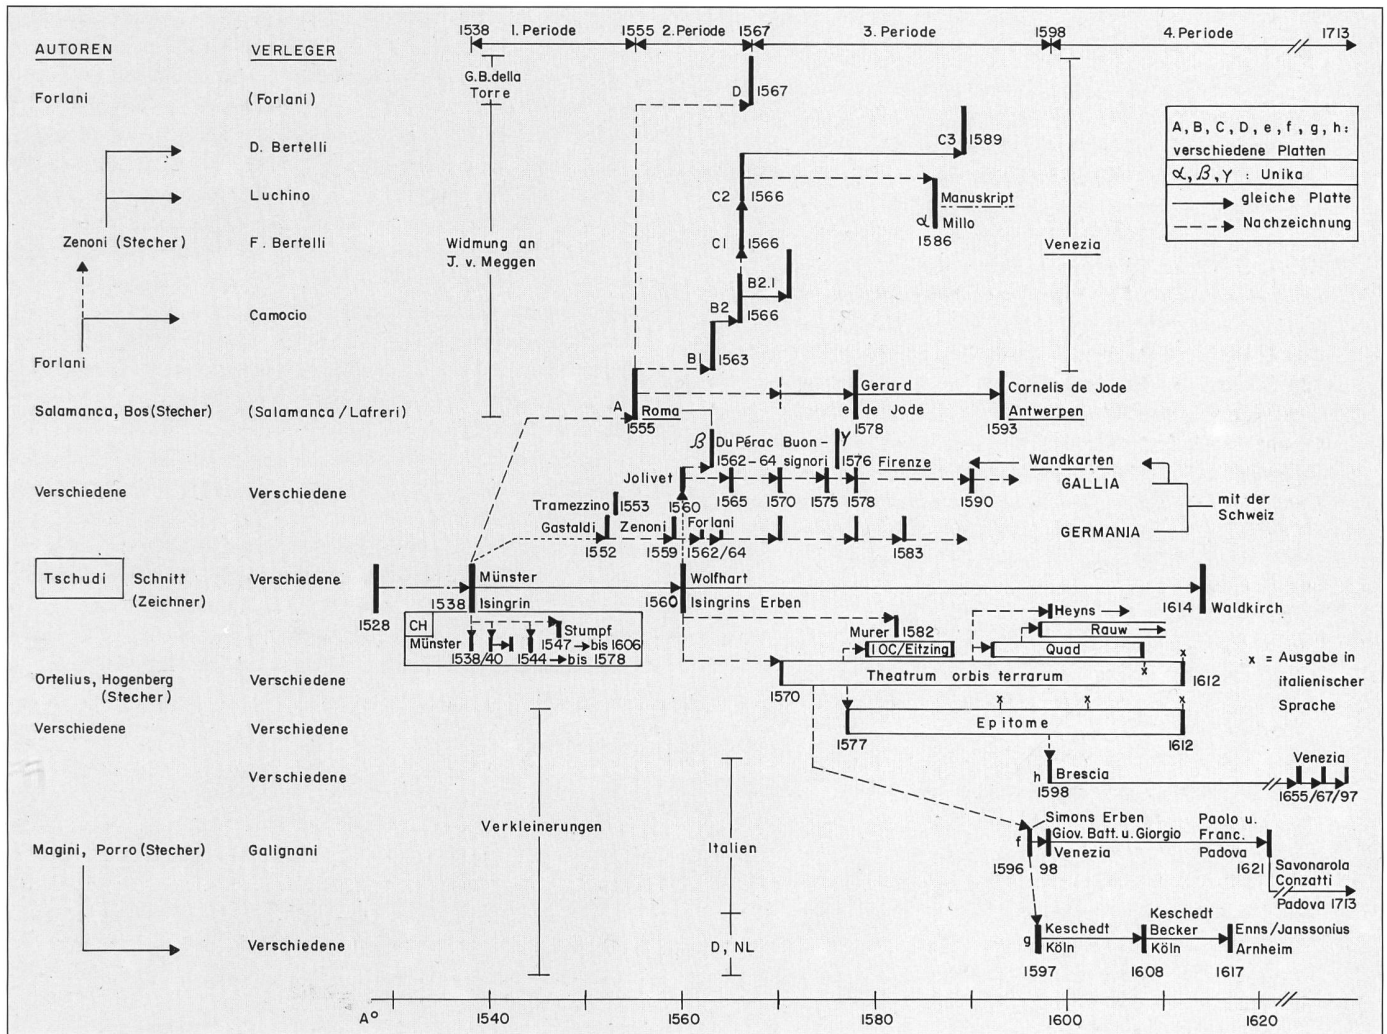 1538 1. Periode 1555 2. Periode 1567 3. Periode 1598 4. Periode 1713
AUTOREN VERLEGER
G.B. della
Torre
Forlani (Forlani) D 1567
A, B, C, D, e, f, g, h:
verschiedene Platten
α, β, γ : Unika
gleiche Platte
Nachzeichnung
D. Bertelli C3 1589
Luchino C2 1566 Manuskript
α Millo
1586
Zenoni (Stecher) F. Bertelli Widmung an
J. v. Meggen C1 1566 Venezia
B2.1
Camocio B2 1566
Forlani B1 1563
Gerard Cornelis de Jode
Salamanca, Bos (Stecher) (Salamanca / Lafreri) A Roma e de Jode Antwerpen
1555 1578 1593
β Du Pérac Buon- γ
1562-64 signori 1576 Firenze Wandkarten
Jolivet GALLIA
Verschiedene Verschiedene 1560 1565 1570 1575 1578 1590
mit der
Schweiz
Tramezzino 1553
Gastaldi Zenoni Forlani GERMANIA
1552 1559 1562/64 1583
Tschudi Schnitt
(Zeichner) Verschiedene Münster Wolfhart
1528 1538 Isingrin 1560 Isingrins Erben 1614 Waldkirch
CH Stumpf
Münster 1547 bis 1606
1538/40 1544 bis 1578
Heyns
Murer 1582 Rauw
IOC/Eitzing Quad x
x
Ortelius, Hogenberg
(Stecher) Verschiedene Theatrum orbis terrarum
1570 1612
x = Ausgabe in
italienischer
Sprache
x x x
Verschiedene Verschiedene Epitome
1577 1612
Verschiedene h Brescia Venezia
1598 1655/67/97
Verkleinerungen Italien
Simons Erben Paolo u.
Giov. Batt. u. Giorgio Franc.
Magini, Porro (Stecher) Galignani f Venezia Padova
1596 98 1621
Savonarola
Conzatti
Padova 1713
Keschedt
Keschedt Becker Enns/Janssonius
Verschiedene D, NL g Köln Köln Arnheim
1597 1608 1617
A° 1540 1560 1580 1600 1620